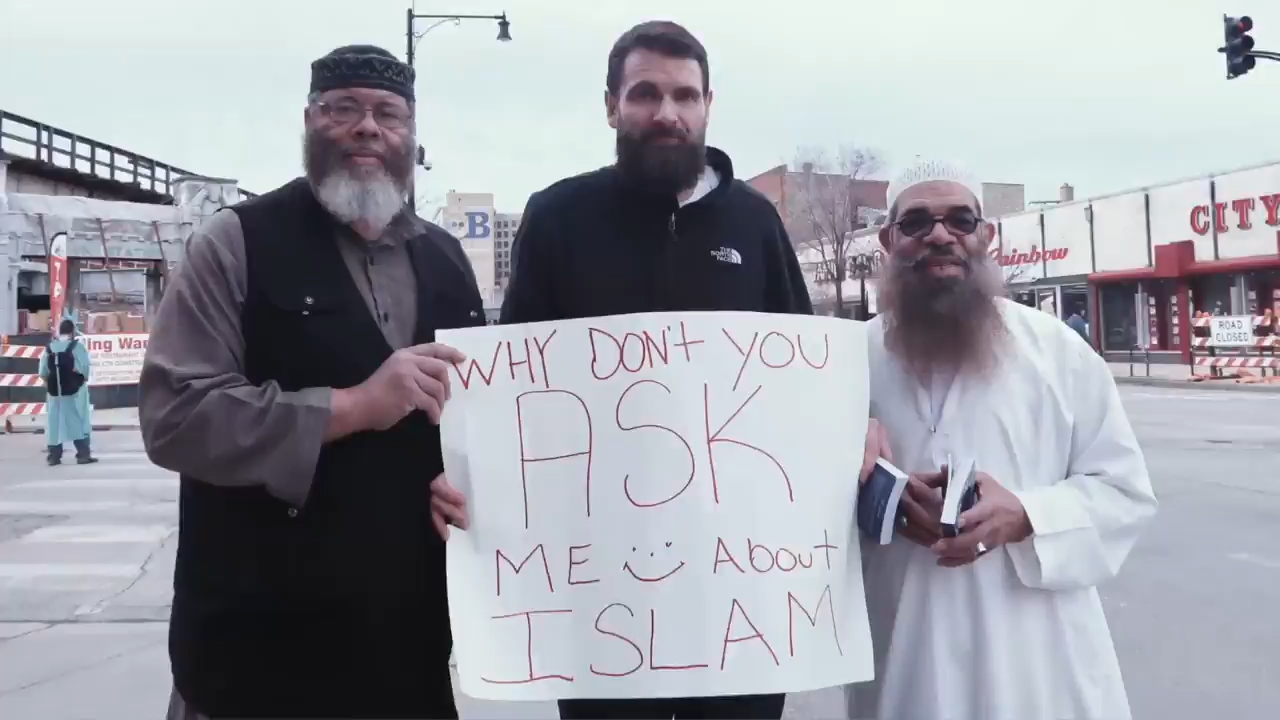 WHY DON't YOU
ASK
ME About
ISLAM
THE
NORTH
FACE
B
Rainbow
CITY
ROAD
CLOSED